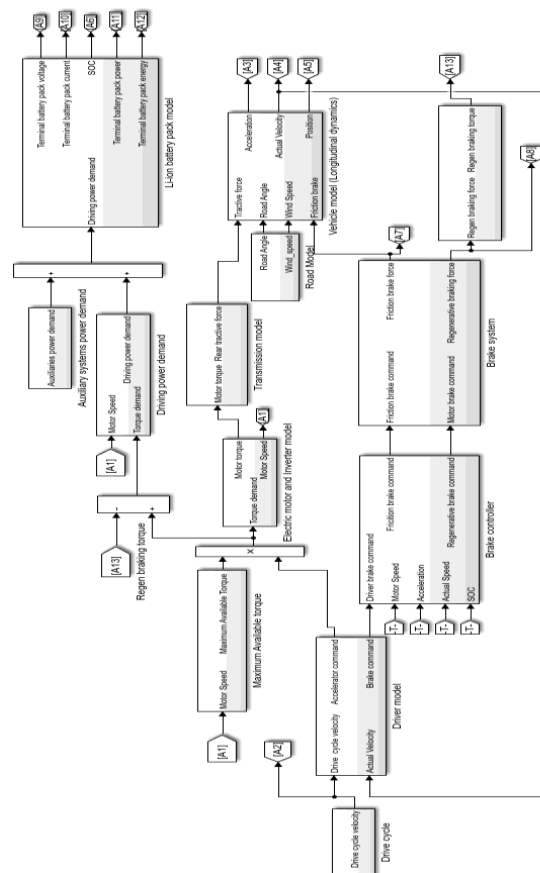 Drive cycle velocity
Drive cycle
[A2]
Drive cycle velocity
Accelerator command
Actual Velocity
Brake command
Driver model
[A1]
Motor Speed
Maximum Available Torque
Maximum Available torque
X
[A13]
-
+
Regen braking torque
[A1]
Motor Speed
Driving power demand
Torque demand
Driving power demand
Auxiliaries power demand
Auxiliary systems power demand
+
+
Driving power demand
Terminal battery pack voltage
Terminal battery pack current
SOC
Terminal battery pack power
Terminal battery pack energy
Li-ion battery pack model
[A9]
[A10]
[A6]
[A11]
[A12]
Torque demand
Motor torque
Motor Speed
Electric motor and Inverter model
[A1]
Motor torque
Rear tractive force
Transmission model
Road Angle
Wind_speed
Road Model
Tractive force
Acceleration
Road Angle
Actual Velocity
Wind Speed
Friction brake
Position
Vehicle model (Longitudinal dynamics)
[A3]
[A4]
[A5]
-T-
-T-
-T-
-T-
Driver brake command
Motor Speed
Friction brake command
Acceleration
Actual Speed
Regenerative brake command
SOC
Brake controller
Friction brake command
Friction brake force
Motor brake command
Regenerative braking force
Brake system
[A7]
Regen braking force
Regen braking torque
[A13]
[A8]